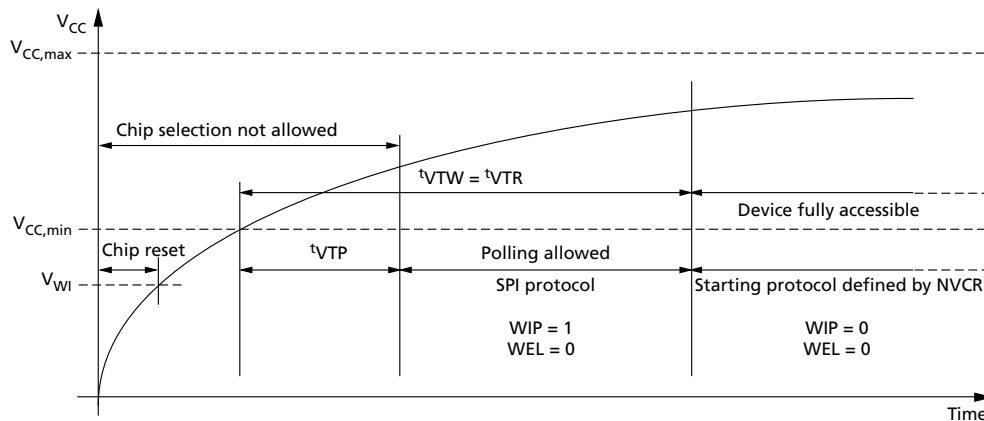 VCC
VCC,max
Chip selection not allowed
tVTW = tVTR
Device fully accessible
VCC,min
Chip reset
tVTP
Polling allowed
VWI
SPI protocol
Starting protocol defined by NVCR
WIP = 1
WEL = 0
WIP = 0
WEL = 0
Time